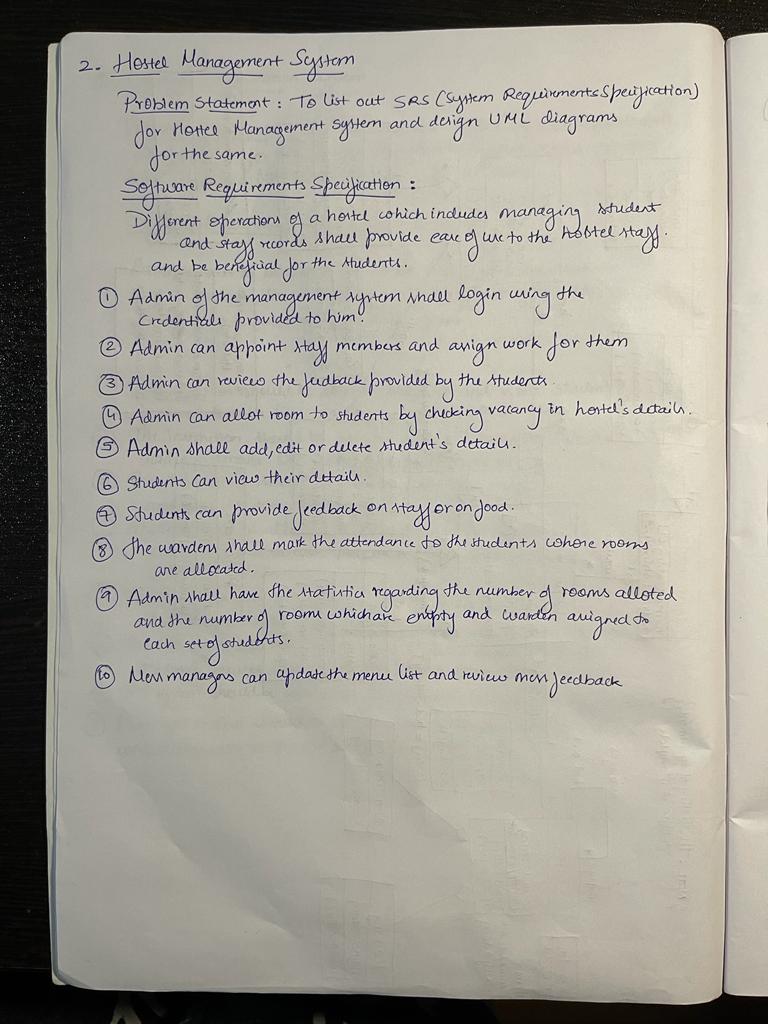 2. Hostel Management System
Problem Statement : To list out SRS (System Requirements Specification)
for Hostel Management system and design UML diagrams
for the same.
Software Requirements Specification :
Different operations of a hostel which includes managing student
and staff records shall provide ease of use to the hostel staff.
and be beneficial for the students.
① Admin of the management system shall login using the
Credentials provided to him.
② Admin can appoint staff members and assign work for them
③ Admin can review the feedback provided by the students.
④ Admin can allot room to students by checking vacancy in hostel's details.
⑤ Admin shall add, edit or delete student's details.
⑥ Students can view their details.
⑦ Students can provide feedback on staff or on food.
⑧ The wardens shall mark the attendance to the students whose rooms
are allocated.
⑨ Admin shall have the statistics regarding the number of rooms alloted
and the number of rooms which are empty and warden assigned to
each set of students.
⑩ Mess managers can update the menu list and review mess feedback